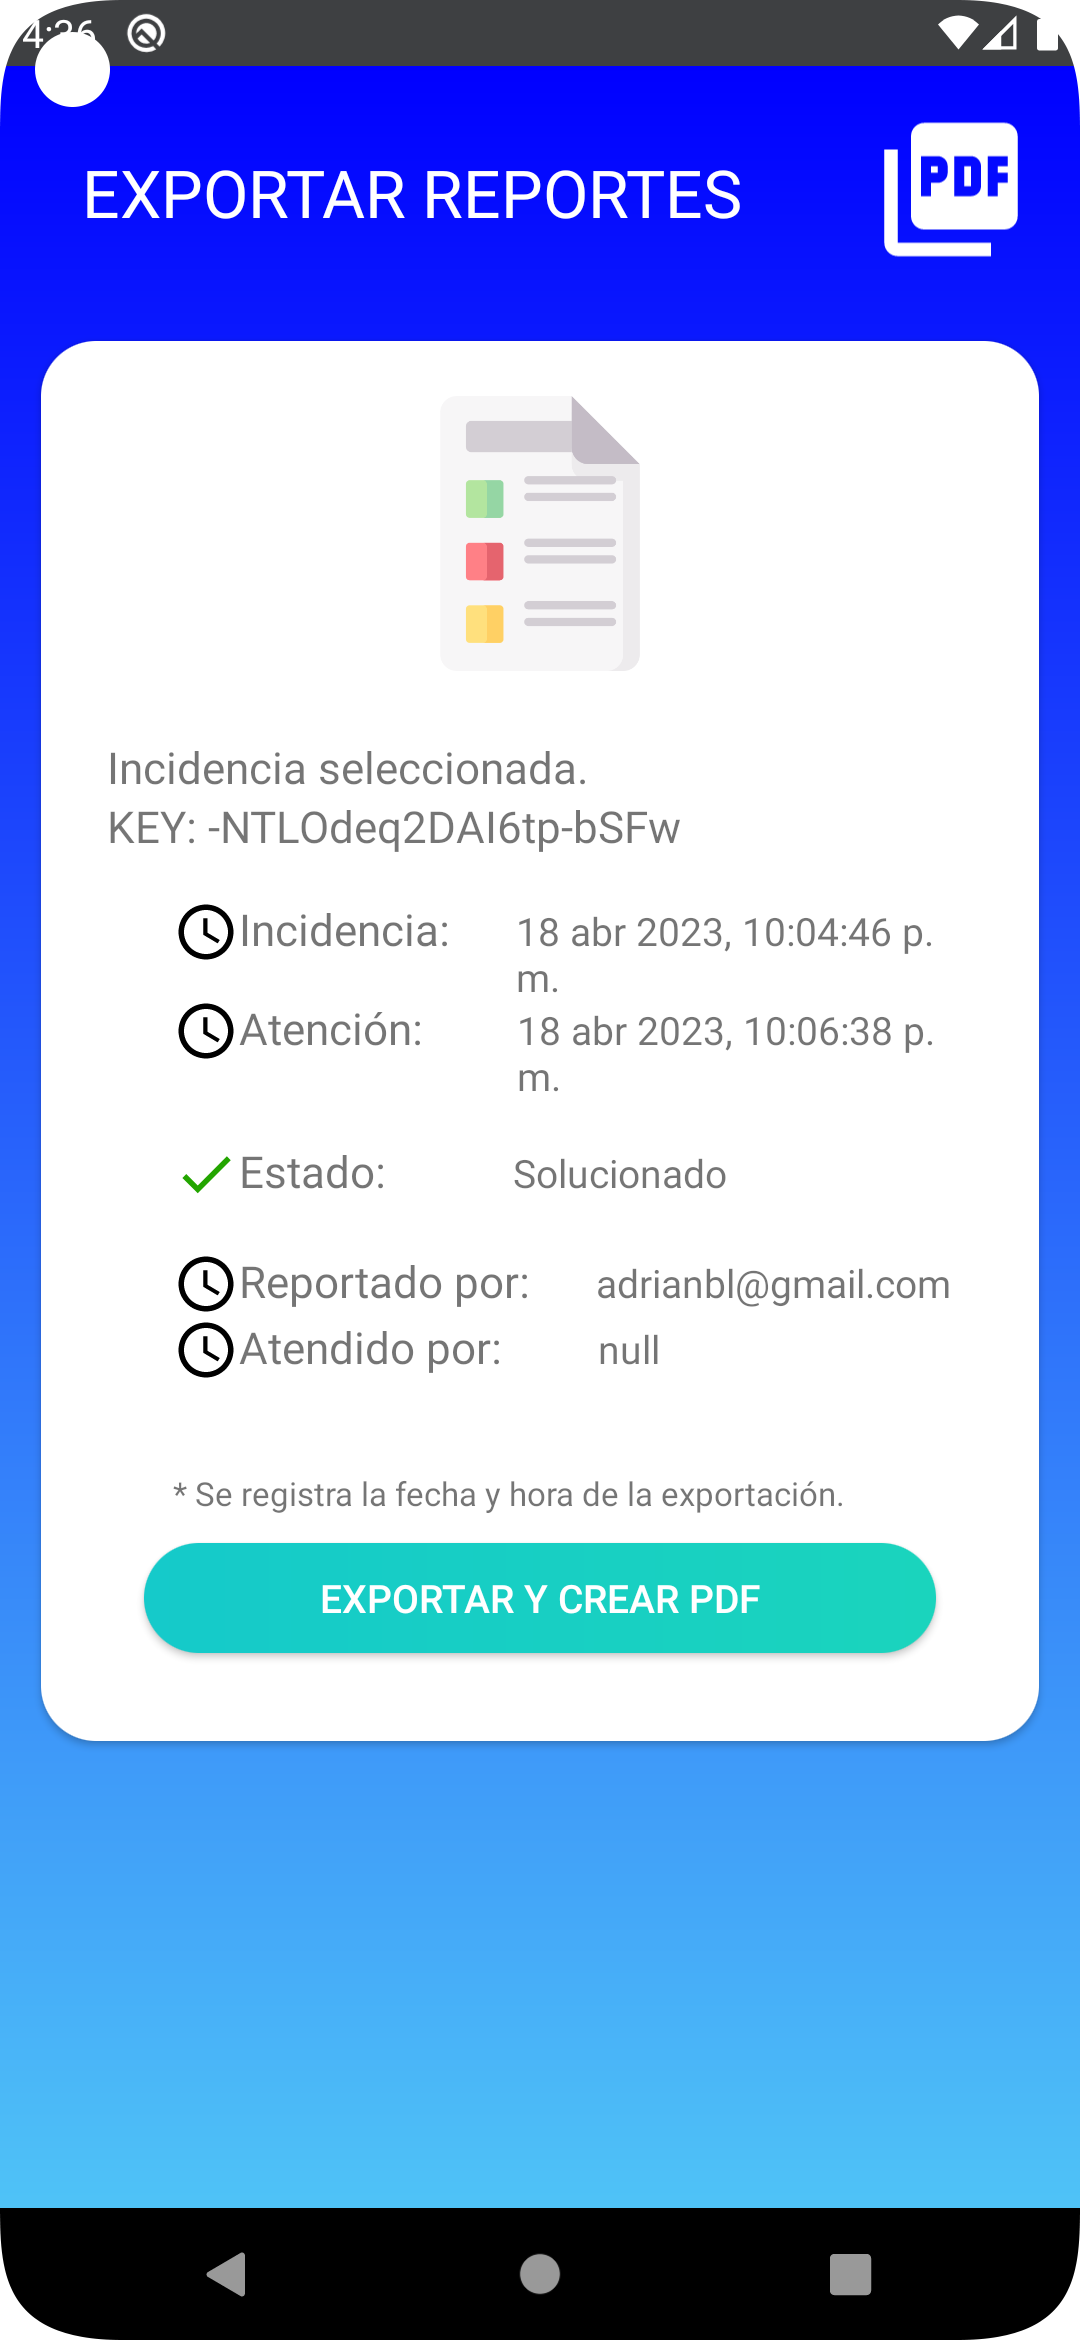 4:36
EXPORTAR REPORTES
PDF
Incidencia seleccionada.
KEY: -NTLOdeq2DAI6tp-bSFw
Incidencia: 18 abr 2023, 10:04:46 p.
m.
Atención: 18 abr 2023, 10:06:38 p.
m.
Estado: Solucionado
Reportado por: adrianbl@gmail.com
Atendido por: null
* Se registra la fecha y hora de la exportación.
EXPORTAR Y CREAR PDF